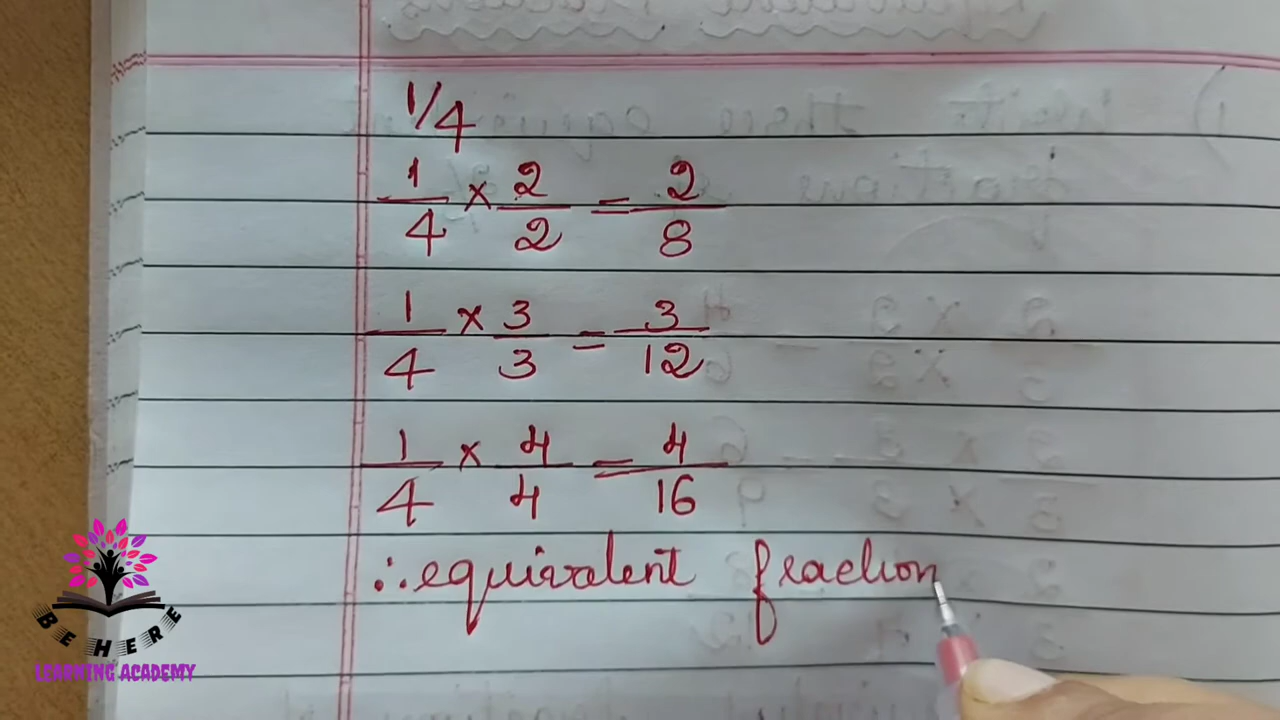 1/4
1/4 × 2/2 = 2/8
1/4 × 3/3 = 3/12
1/4 × 4/4 = 4/16
∴ equivalent fraction
BEHERE
LEARNING ACADEMY